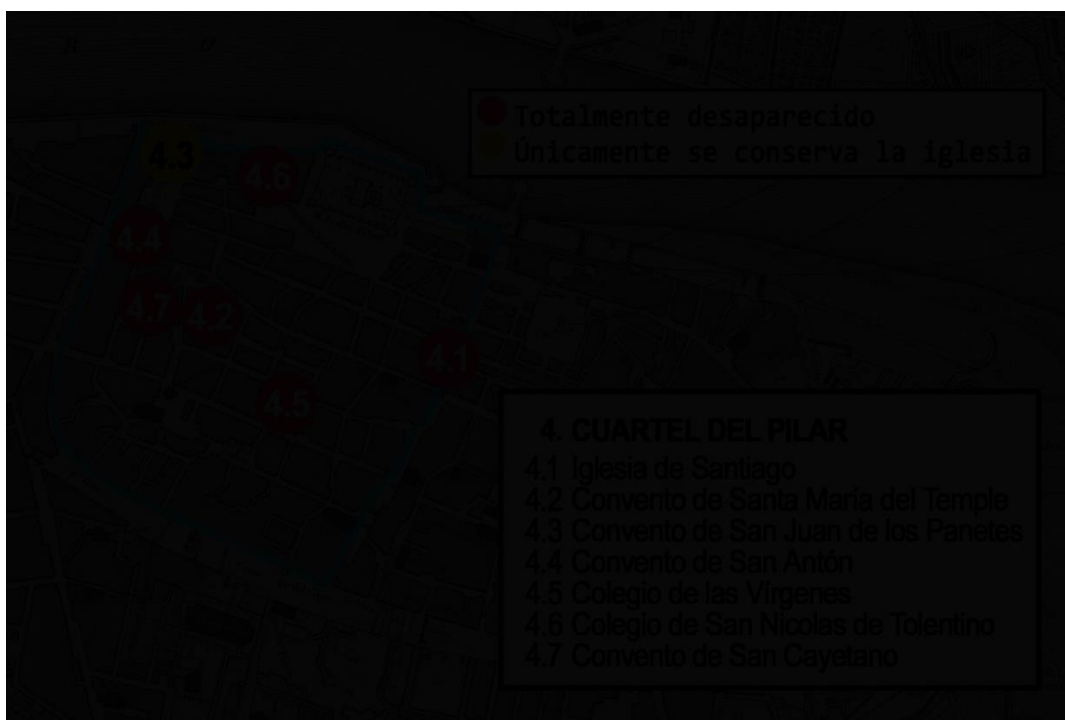 R O
Totalmente desaparecido
Únicamente se conserva la iglesia
4.3
4.6
4.4
4.7
4.2
4.1
4.5
4. CUARTEL DEL PILAR
4.1 Iglesia de Santiago
4.2 Convento de Santa María del Temple
4.3 Convento de San Juan de los Panetes
4.4 Convento de San Antón
4.5 Colegio de las Vírgenes
4.6 Colegio de San Nicolas de Tolentino
4.7 Convento de San Cayetano